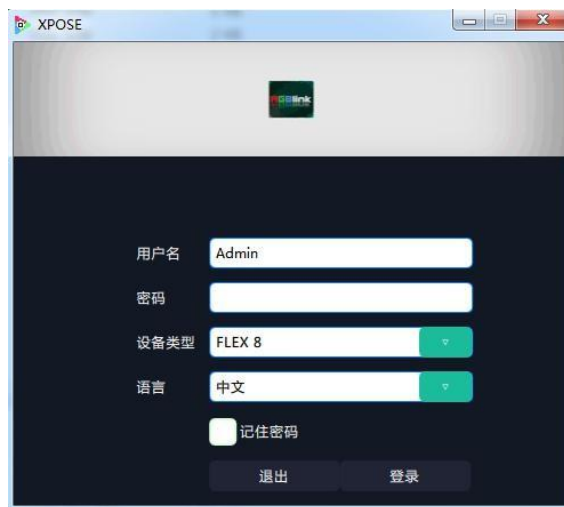 XPOSE
RGBlink
用户名 Admin
密码
设备类型 FLEX 8
语言 中文
记住密码
退出 登录